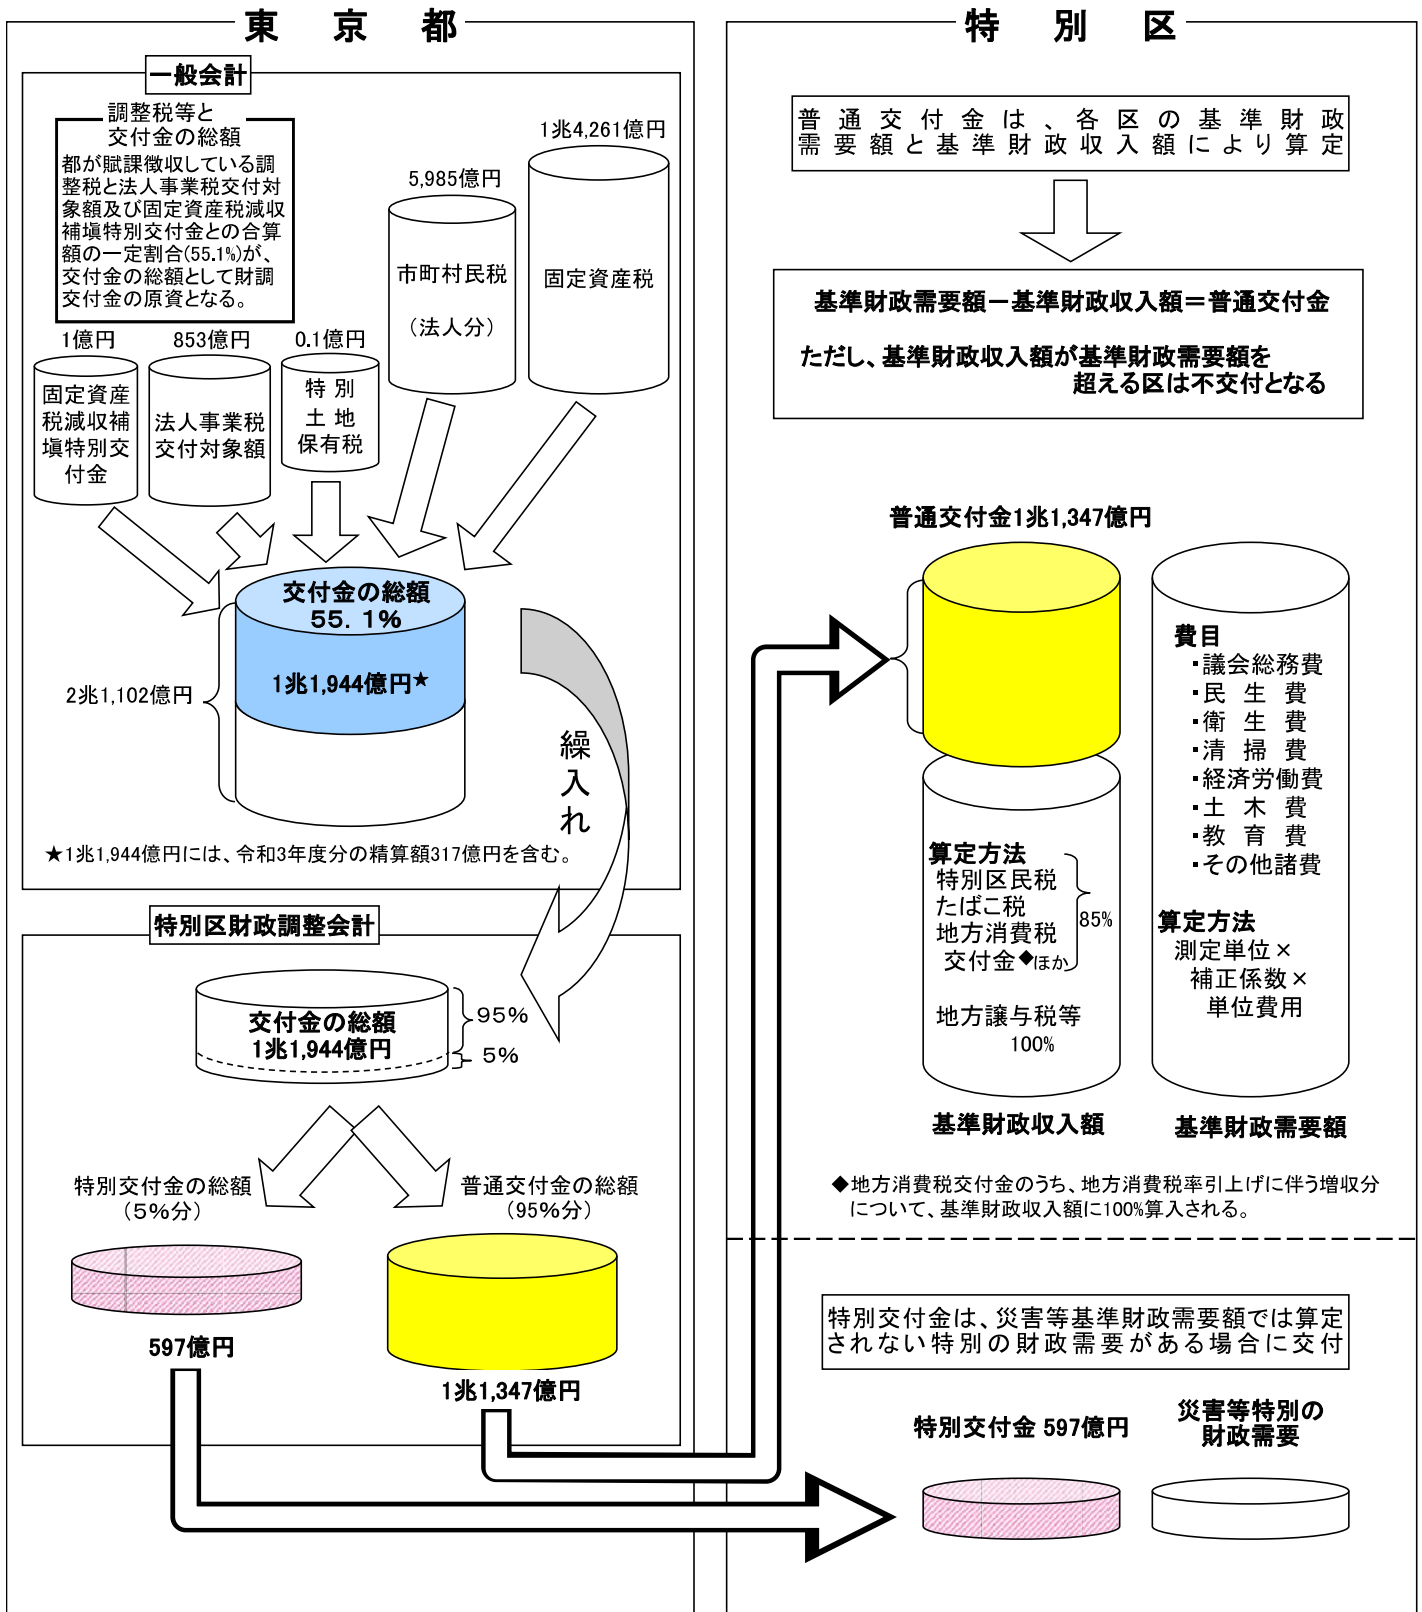 東京都
一般会計
調整税等と
交付金の総額
都が賦課徴収している調
整税と法人事業税交付対
象額及び固定資産税減収
補塡特別交付金との合算
額の一定割合(55.1%)が、
交付金の総額として財調
交付金の原資となる。
1兆4,261億円
固定資産税
5,985億円
市町村民税
(法人分)
1億円
固定資産
税減収補
塡特別交
付金
853億円
法人事業税
交付対象額
0.1億円
特別
土地
保有税
交付金の総額
55.1%
1兆1,944億円★
2兆1,102億円
繰入れ
★1兆1,944億円には、令和3年度分の精算額317億円を含む。
特別区財政調整会計
交付金の総額
1兆1,944億円
95%
5%
特別交付金の総額
(5%分)
597億円
普通交付金の総額
(95%分)
1兆1,347億円
特別区
普通交付金は、各区の基準財政
需要額と基準財政収入額により算定
基準財政需要額-基準財政収入額=普通交付金
ただし、基準財政収入額が基準財政需要額を
超える区は不交付となる
普通交付金1兆1,347億円
算定方法
特別区民税
たばこ税
地方消費税
交付金◆ほか
85%
地方譲与税等
100%
基準財政収入額
費目
・議会総務費
・民生費
・衛生費
・清掃費
・経済労働費
・土木費
・教育費
・その他諸費
算定方法
測定単位×
補正係数×
単位費用
基準財政需要額
◆地方消費税交付金のうち、地方消費税率引上げに伴う増収分
について、基準財政収入額に100%算入される。
特別交付金は、災害等基準財政需要額では算定
されない特別の財政需要がある場合に交付
特別交付金 597億円
災害等特別の
財政需要